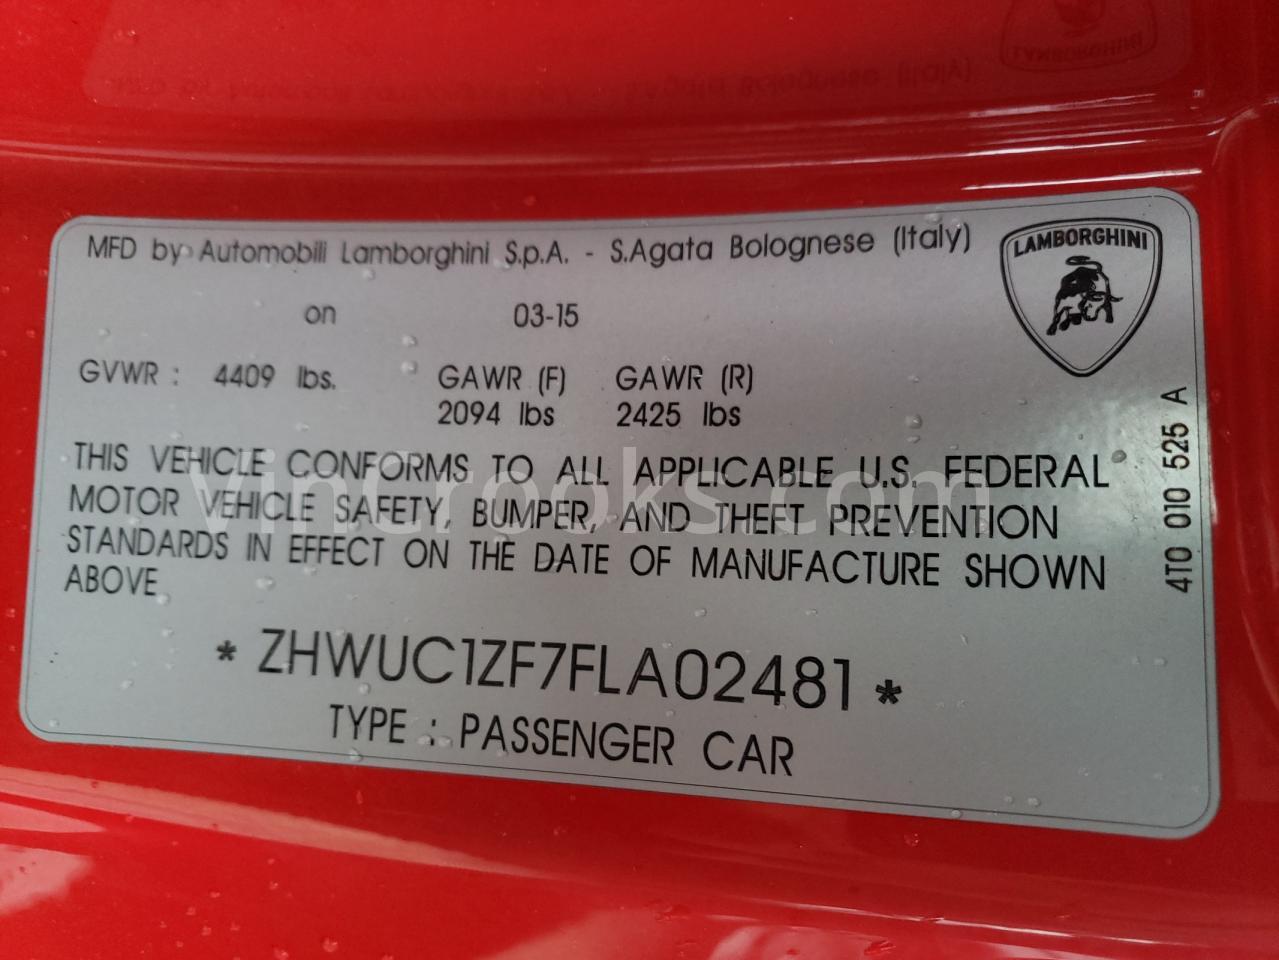 MFD by Automobili Lamborghini S.p.A. - S.Agata Bolognese (Italy)
LAMBORGHINI
on 03-15
GVWR : 4409 lbs. GAWR (F) GAWR (R)
2094 lbs 2425 lbs
THIS VEHICLE CONFORMS TO ALL APPLICABLE U.S. FEDERAL
MOTOR VEHICLE SAFETY, BUMPER, AND THEFT PREVENTION
STANDARDS IN EFFECT ON THE DATE OF MANUFACTURE SHOWN
ABOVE
* ZHWUC1ZF7FLA02481 *
TYPE : PASSENGER CAR
4T0 010 525 A
VinCrooks.com